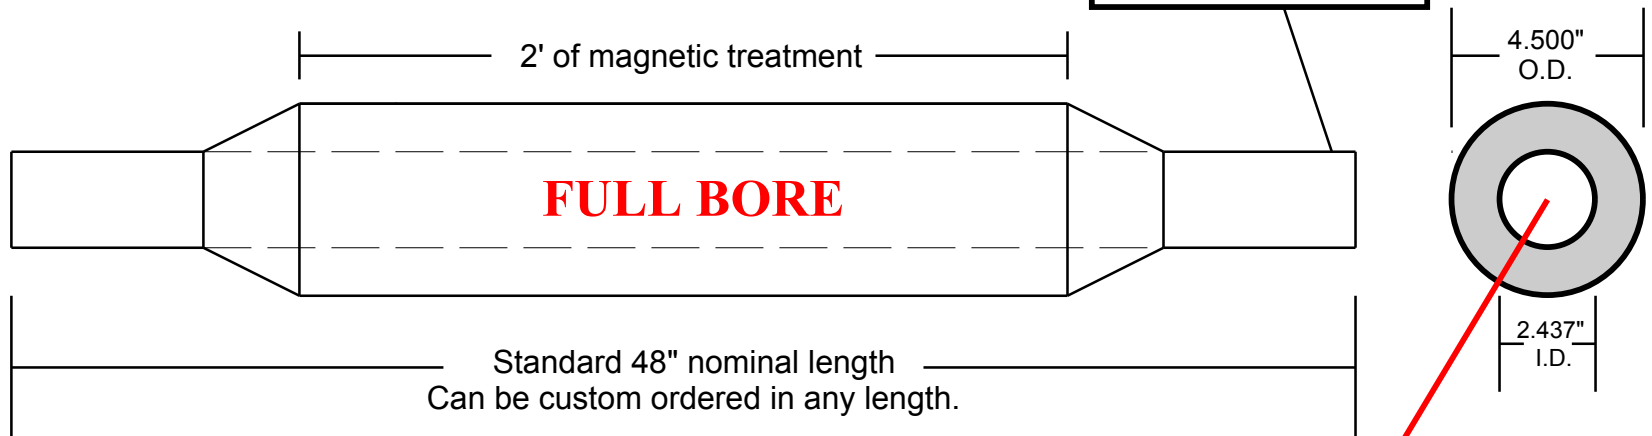 2' of magnetic treatment
4.500"
O.D.
FULL BORE
2.437"
I.D.
Standard 48" nominal length
Can be custom ordered in any length.